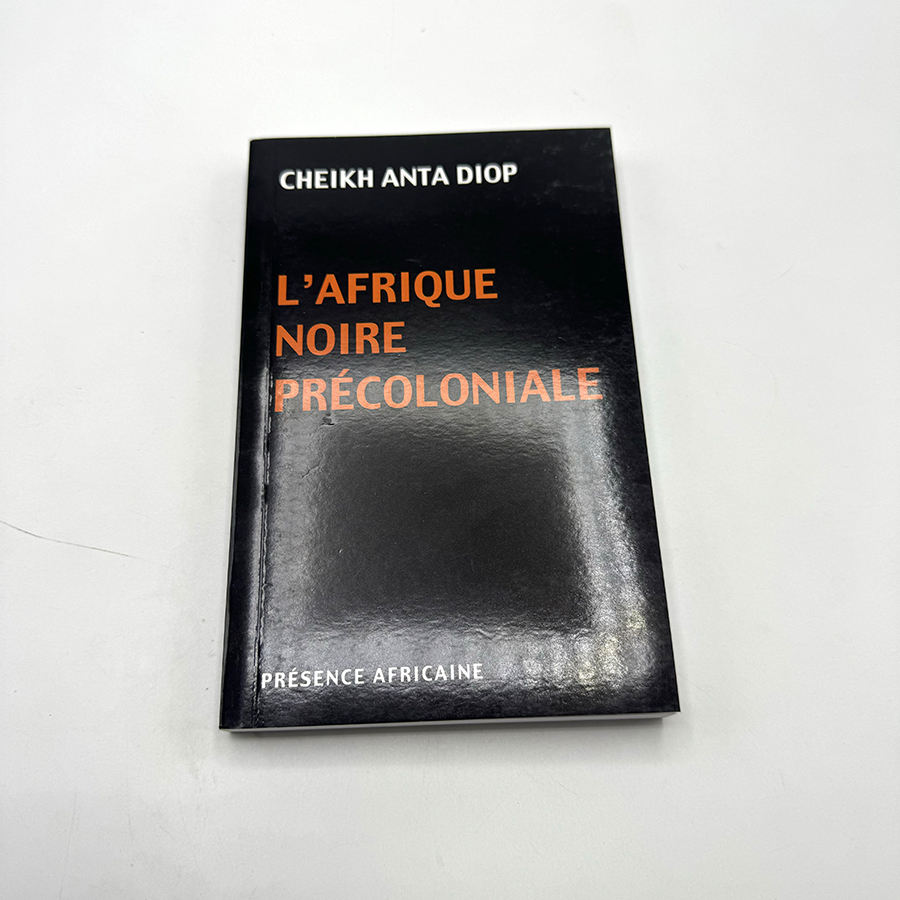 CHEIKH ANTA DIOP
L'AFRIQUE
NOIRE
PRÉCOLONIALE
PRÉSENCE AFRICAINE